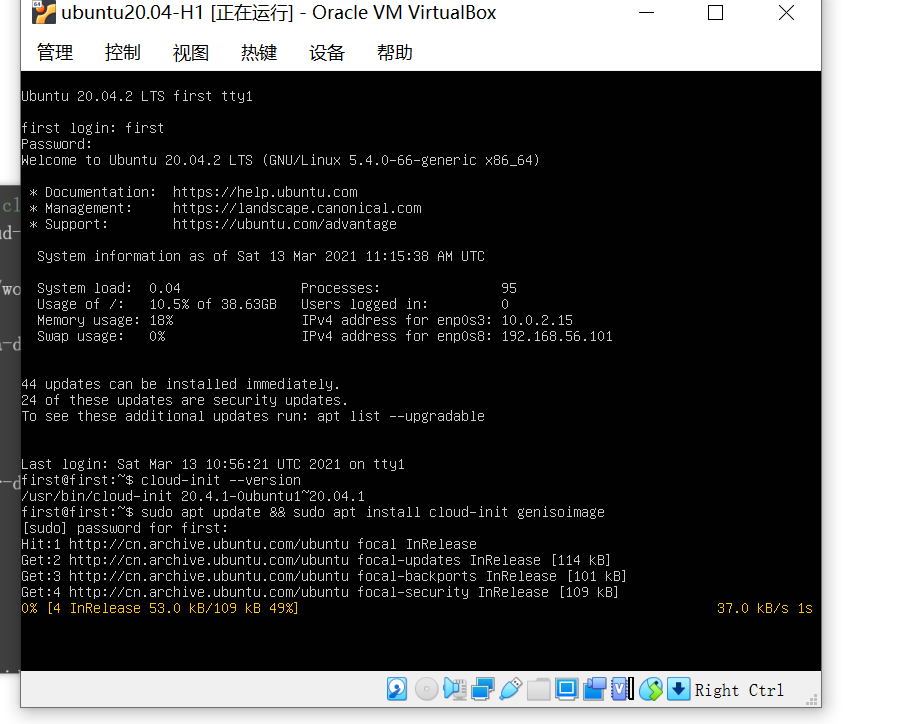 64
ubuntu20.04-H1 [正在运行] - Oracle VM VirtualBox
管理 控制 视图 热键 设备 帮助
Ubuntu 20.04.2 LTS first tty1
first login: first
Password:
Welcome to Ubuntu 20.04.2 LTS (GNU/Linux 5.4.0-66-generic x86_64)
* Documentation: https://help.ubuntu.com
* Management: https://landscape.canonical.com
* Support: https://ubuntu.com/advantage
System information as of Sat 13 Mar 2021 11:15:38 AM UTC
System load: 0.04 Processes: 95
Usage of /: 10.5% of 38.63GB Users logged in: 0
Memory usage: 18% IPv4 address for enp0s3: 10.0.2.15
Swap usage: 0% IPv4 address for enp0s8: 192.168.56.101
44 updates can be installed immediately.
24 of these updates are security updates.
To see these additional updates run: apt list --upgradable
Last login: Sat Mar 13 10:56:21 UTC 2021 on tty1
first@first:~$ cloud-init --version
/usr/bin/cloud-init 20.4.1-0ubuntu1~20.04.1
first@first:~$ sudo apt update && sudo apt install cloud-init genisoimage
[sudo] password for first:
Hit:1 http://cn.archive.ubuntu.com/ubuntu focal InRelease
Get:2 http://cn.archive.ubuntu.com/ubuntu focal-updates InRelease [114 kB]
Get:3 http://cn.archive.ubuntu.com/ubuntu focal-backports InRelease [101 kB]
Get:4 http://cn.archive.ubuntu.com/ubuntu focal-security InRelease [109 kB]
0% [4 InRelease 53.0 kB/109 kB 49%] 37.0 kB/s 1s
Right Ctrl